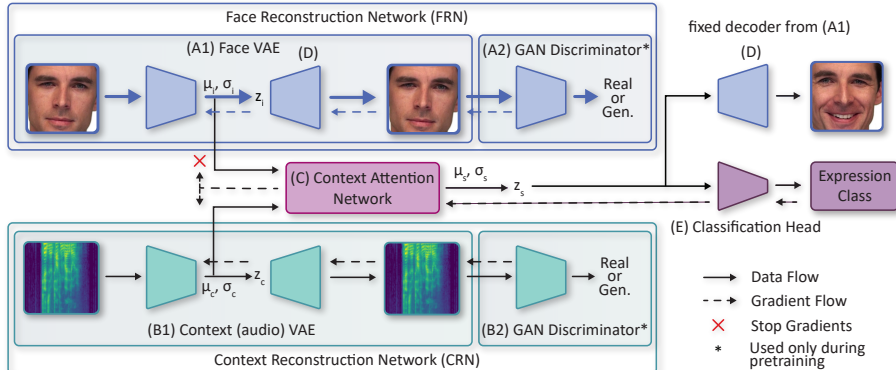 Face Reconstruction Network (FRN)
(A1) Face VAE
(D)
(A2) GAN Discriminator*
fixed decoder from (A1)
(D)
μi, σi
zi
Real
or
Gen.
(C) Context Attention
Network
μs, σs
zs
Expression
Class
(E) Classification Head
μc, σc
zc
Real
or
Gen.
(B1) Context (audio) VAE
(B2) GAN Discriminator*
Context Reconstruction Network (CRN)
Data Flow
Gradient Flow
Stop Gradients
* Used only during
pretraining